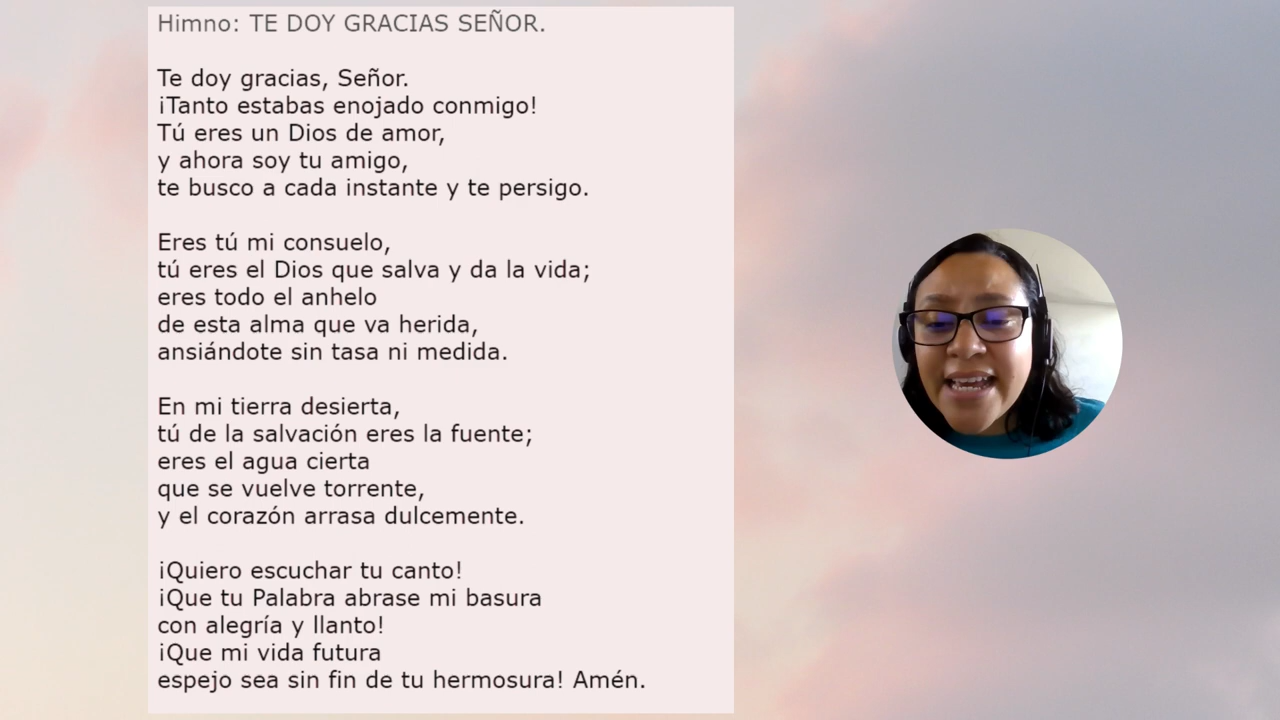 Himno: TE DOY GRACIAS SEÑOR.
Te doy gracias, Señor.
¡Tanto estabas enojado conmigo!
Tú eres un Dios de amor,
y ahora soy tu amigo,
te busco a cada instante y te persigo.
Eres tú mi consuelo,
tú eres el Dios que salva y da la vida;
eres todo el anhelo
de esta alma que va herida,
ansiándote sin tasa ni medida.
En mi tierra desierta,
tú de la salvación eres la fuente;
eres el agua cierta
que se vuelve torrente,
y el corazón arrasa dulcemente.
¡Quiero escuchar tu canto!
¡Que tu Palabra abrase mi basura
con alegría y llanto!
¡Que mi vida futura
espejo sea sin fin de tu hermosura! Amén.